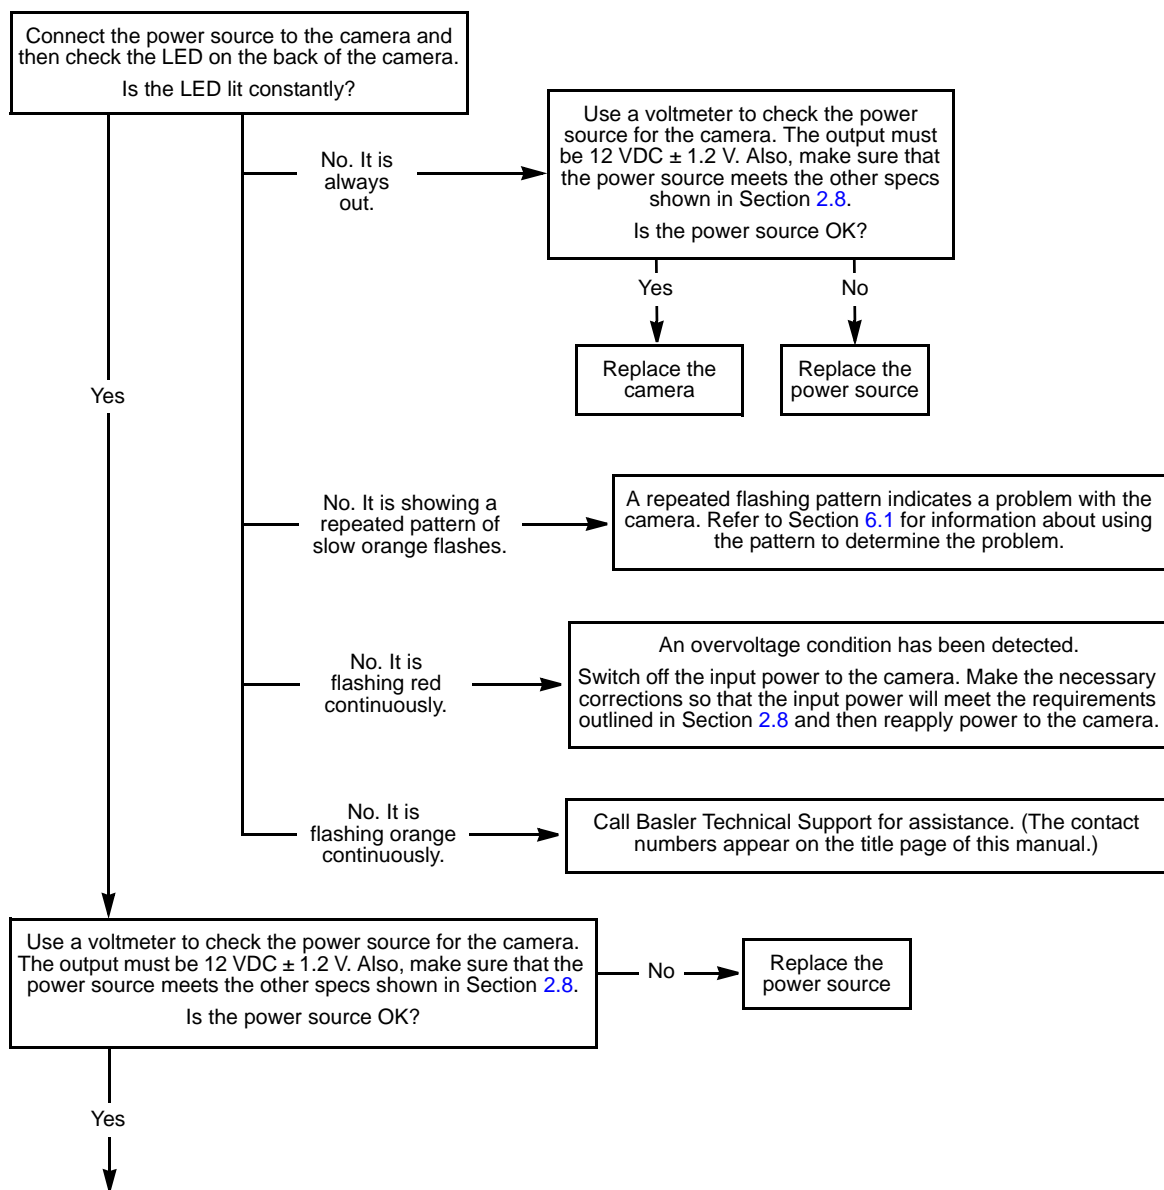 Connect the power source to the camera and
then check the LED on the back of the camera.
Is the LED lit constantly?
No. It is
always
out.
Use a voltmeter to check the power
source for the camera. The output must
be 12 VDC ± 1.2 V. Also, make sure that
the power source meets the other specs
shown in Section 2.8.
Is the power source OK?
Yes
No
Replace the
camera
Replace the
power source
Yes
No. It is showing a
repeated pattern of
slow orange flashes.
A repeated flashing pattern indicates a problem with the
camera. Refer to Section 6.1 for information about using
the pattern to determine the problem.
No. It is
flashing red
continuously.
An overvoltage condition has been detected.
Switch off the input power to the camera. Make the necessary
corrections so that the input power will meet the requirements
outlined in Section 2.8 and then reapply power to the camera.
No. It is
flashing orange
continuously.
Call Basler Technical Support for assistance. (The contact
numbers appear on the title page of this manual.)
Use a voltmeter to check the power source for the camera.
The output must be 12 VDC ± 1.2 V. Also, make sure that the
power source meets the other specs shown in Section 2.8.
Is the power source OK?
No
Replace the
power source
Yes